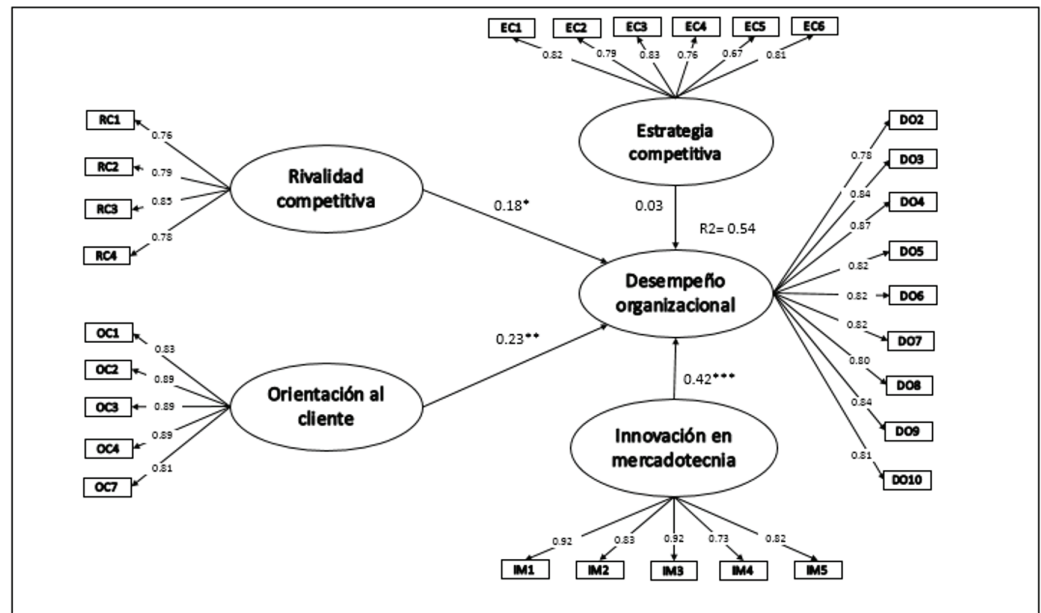 EC1 EC2 EC3 EC4 EC5 EC6
0.82 0.79 0.83 0.76 0.67 0.81
Estrategia
competitiva
RC1
RC2
RC3
RC4
0.76
0.79
0.85
0.78
Rivalidad
competitiva
0.18*
0.03
R2= 0.54
Desempeño
organizacional
DO2
DO3
DO4
DO5
DO6
DO7
DO8
DO9
DO10
0.78
0.84
0.87
0.82
0.82
0.82
0.80
0.84
0.81
OC1
OC2
OC3
OC4
OC7
0.83
0.89
0.89
0.89
0.81
Orientación al
cliente
0.23**
0.42***
Innovación en
mercadotecnia
0.92 0.83 0.92 0.73 0.82
IM1 IM2 IM3 IM4 IM5